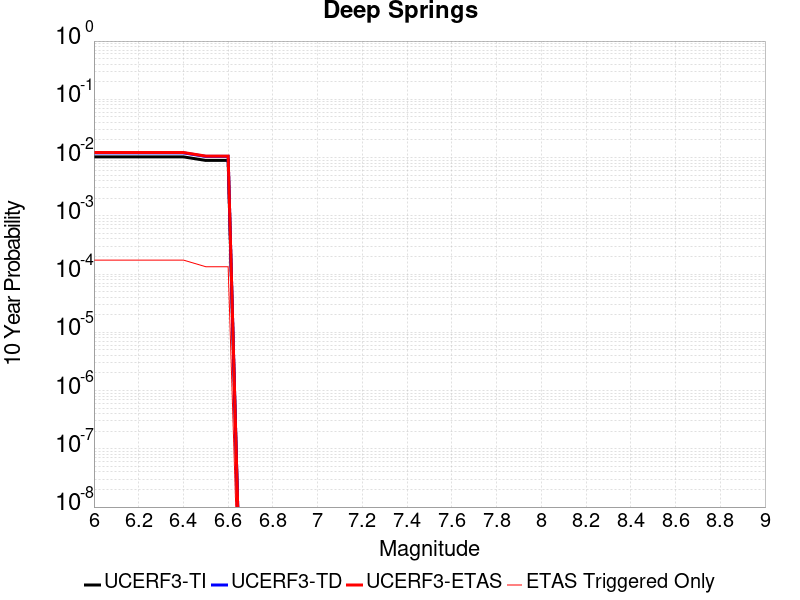 Deep Springs
10 0
10 -1
10 -2
10 -3
10 -4
10 -5
10 -6
10 -7
10 -8
10 Year Probability
6 6.2 6.4 6.6 6.8 7 7.2 7.4 7.6 7.8 8 8.2 8.4 8.6 8.8 9
Magnitude
UCERF3-TI UCERF3-TD UCERF3-ETAS ETAS Triggered Only